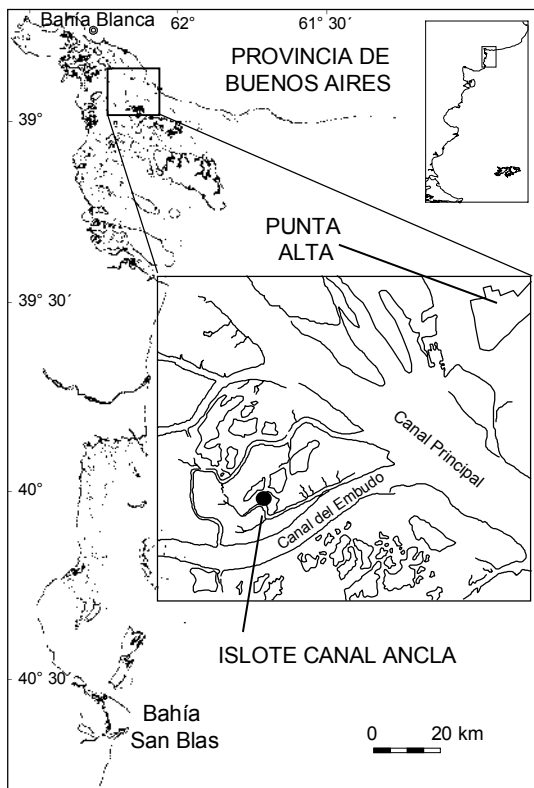 Bahía Blanca
62°
61° 30'
PROVINCIA DE
BUENOS AIRES
39°
PUNTA
ALTA
39° 30'
Canal Principal
40°
Canal del Embudo
ISLOTE CANAL ANCLA
40° 30'
Bahía
San Blas
0 20 km